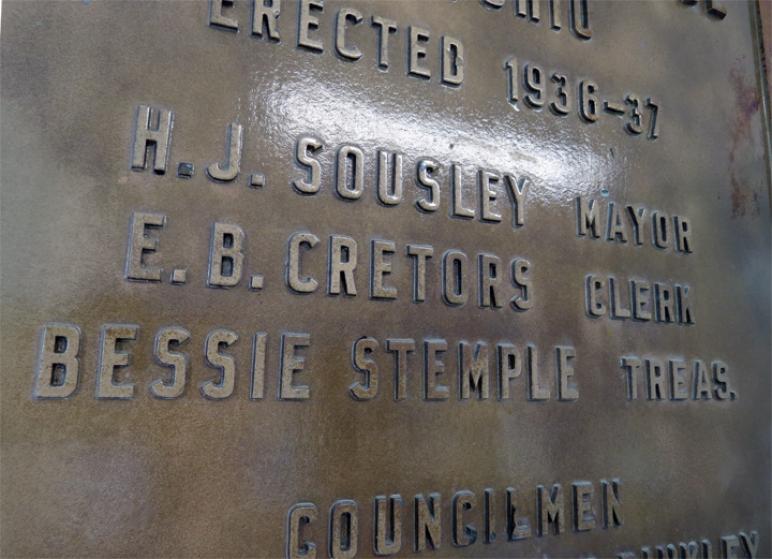 ERECTED 1936-37
H.J. SOUSLEY MAYOR
E.B. CRETORS CLERK
BESSIE STEMPLE TREAS.
COUNCILMEN